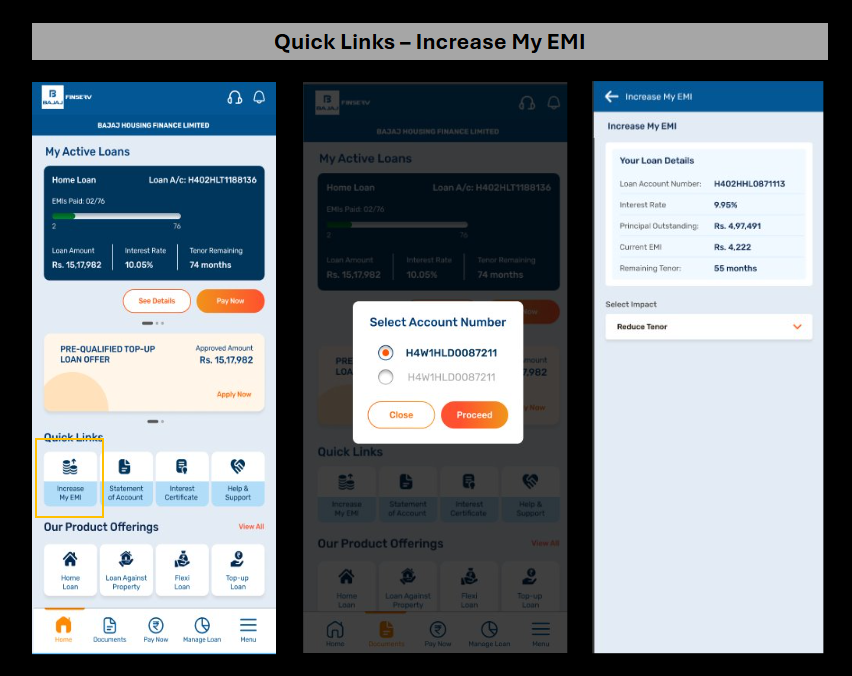 Quick Links – Increase My EMI
B
BAJAJ
FINSERV
BAJAJ HOUSING FINANCE LIMITED
My Active Loans
Home Loan Loan A/c: H402HLT1188136
EMIs Paid: 02/76
2 76
Loan Amount Interest Rate Tenor Remaining
Rs. 15,17,982 10.05% 74 months
See Details Pay Now
PRE-QUALIFIED TOP-UP
LOAN OFFER
Approved Amount
Rs. 15,17,982
Apply Now
Quick Links
Increase
My EMI
Statement
of Account
Interest
Certificate
Help &
Support
Our Product Offerings View All
Home
Loan
Loan Against
Property
Flexi
Loan
Top-up
Loan
Home Documents Pay Now Manage Loan Menu
B
BAJAJ
FINSERV
BAJAJ HOUSING FINANCE LIMITED
My Active Loans
Home Loan Loan A/c: H402HLT1188136
EMIs Paid: 02/76
2 76
Loan Amount Interest Rate Tenor Remaining
Rs. 15,17,982 10.05% 74 months
Now
Select Account Number
H4W1HLD0087211
H4W1HLD0087211
Close Proceed
PRE
LOA
mount
7,982
Now
Quick Links
Increase
My EMI
Statement
of Account
Interest
Certificate
Help &
Support
Our Product Offerings View All
Home
Loan
Loan Against
Property
Flexi
Loan
Top-up
Loan
Home Documents Pay Now Manage Loan Menu
Increase My EMI
Increase My EMI
Your Loan Details
Loan Account Number: H402HHL0871113
Interest Rate 9.95%
Principal Outstanding: Rs. 4,97,491
Current EMI Rs. 4,222
Remaining Tenor: 55 months
Select Impact
Reduce Tenor